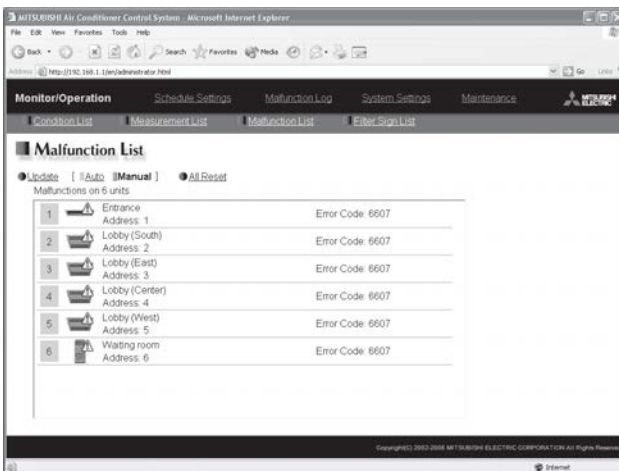 MITSUBISHI Air Conditioner Control System - Microsoft Internet Explorer
File Edit View Favorites Tools Help
Back Search Favorites Media
Address http://192.168.1.1/en/administrator.html Go Links
Monitor/Operation Schedule Settings Malfunction Log System Settings Maintenance MITSUBISHI ELECTRIC
Condition List Measurement List Malfunction List Filter Sign List
Malfunction List
Update [ Auto Manual ] All Reset
Malfunctions on 6 units
1 Entrance
Address: 1 Error Code: 6607
2 Lobby (South)
Address: 2 Error Code: 6607
3 Lobby (East)
Address: 3 Error Code: 6607
4 Lobby (Center)
Address: 4 Error Code: 6607
5 Lobby (West)
Address: 5 Error Code: 6607
6 Waiting room
Address: 6 Error Code: 6607
Copyright(C) 2003-2008 MITSUBISHI ELECTRIC CORPORATION All Rights Reserve
Internet